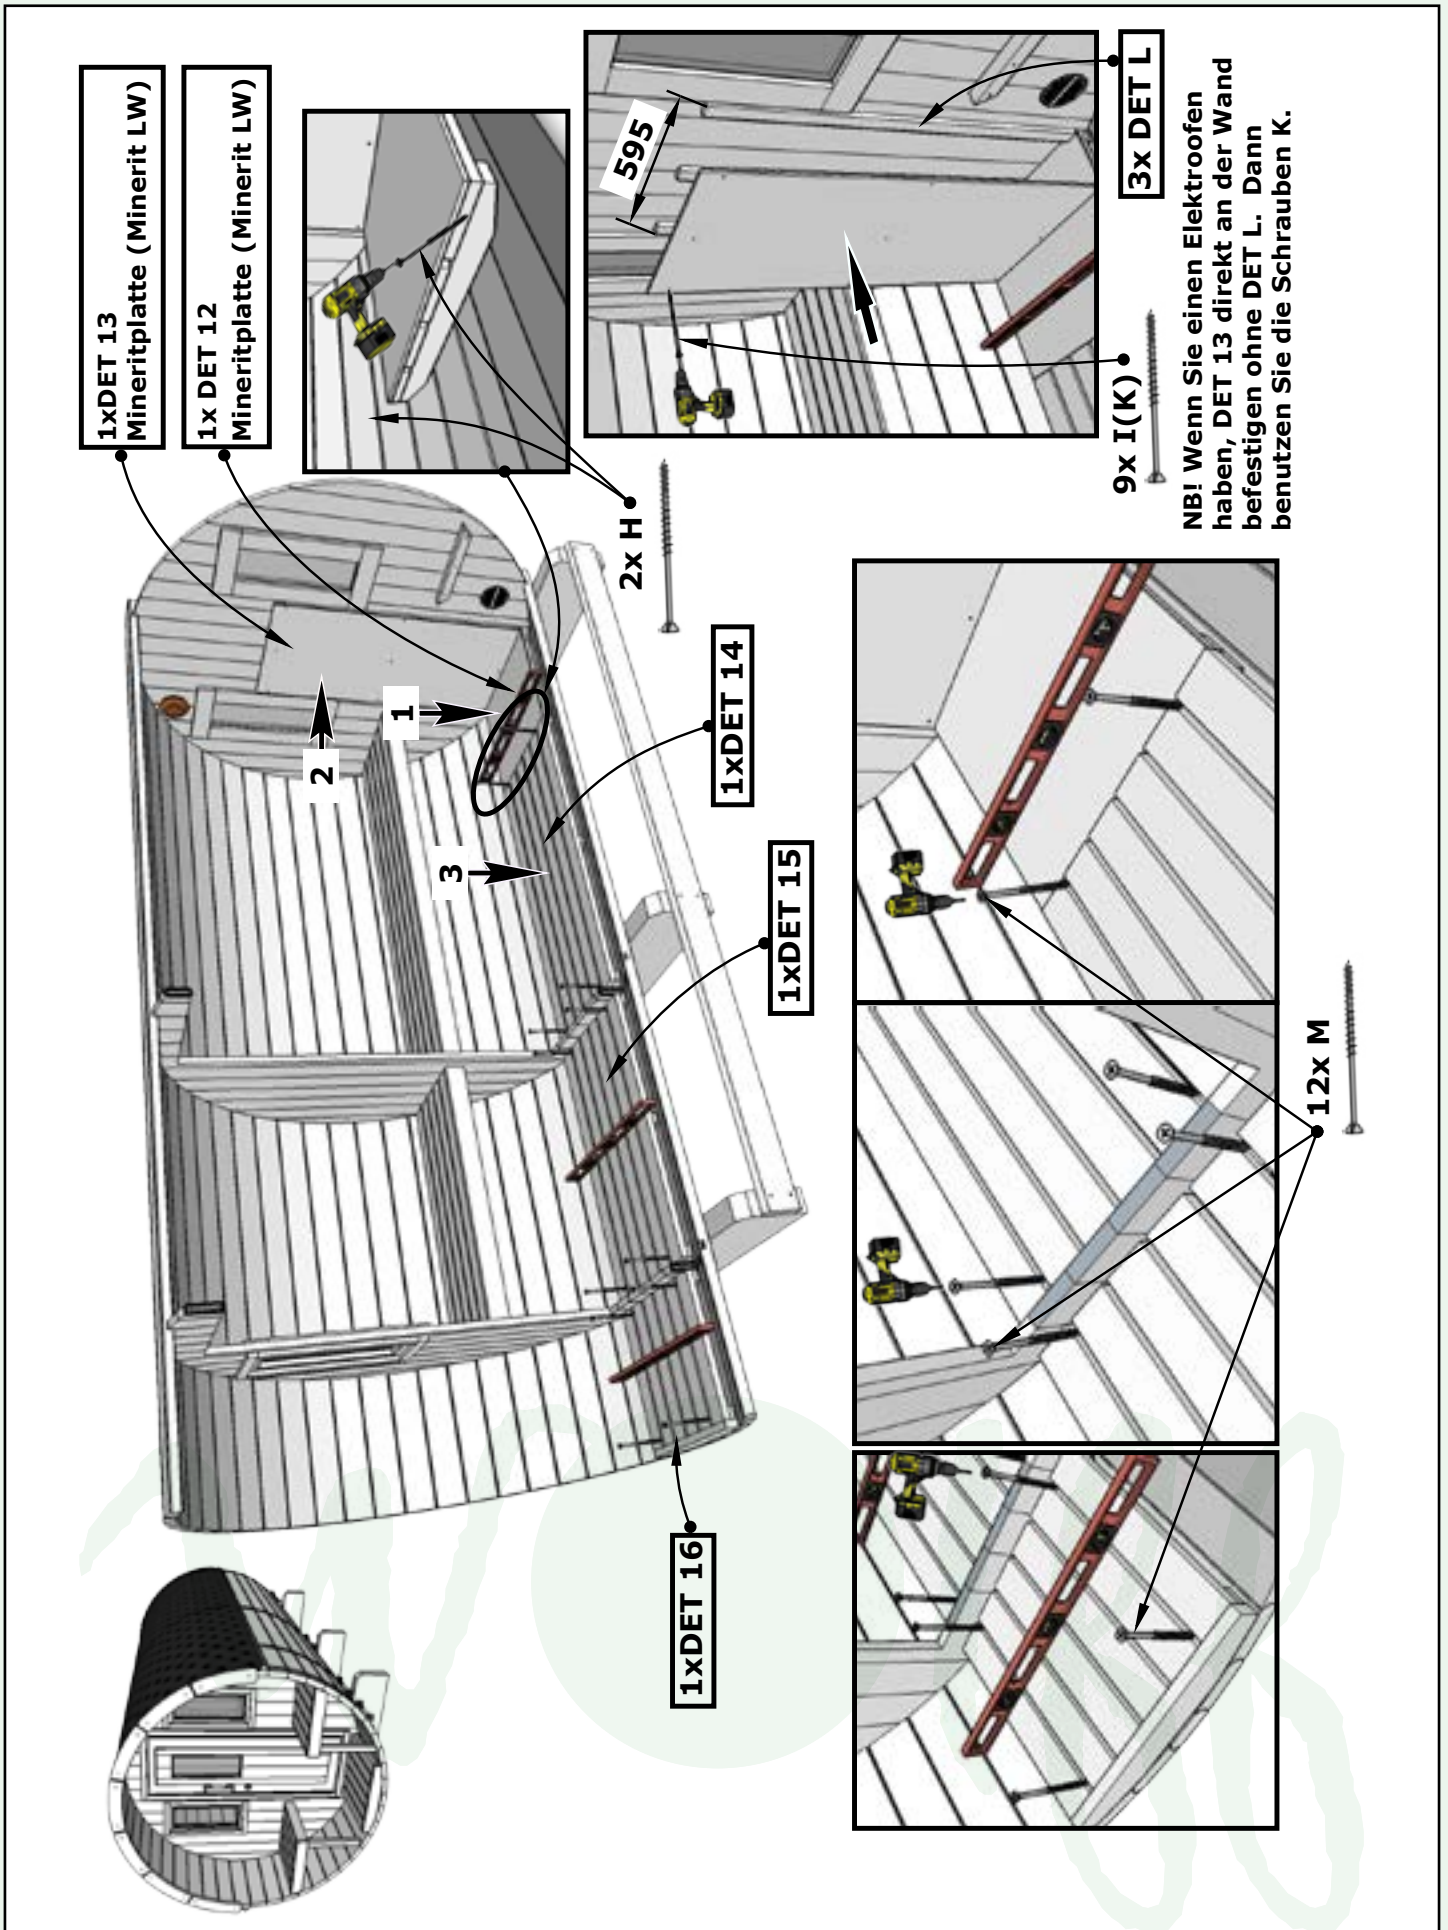 1xDET 13
Mineritplatte (Minerit LW)
1x DET 12
Mineritplatte (Minerit LW)
595
3x DET L
9x I(K)
NB! Wenn Sie einen Elektroofen
haben, DET 13 direkt an der Wand
befestigen ohne DET L. Dann
benutzen Sie die Schrauben K.
2x H
1
2
3
1xDET 14
1xDET 15
1xDET 16
12x M